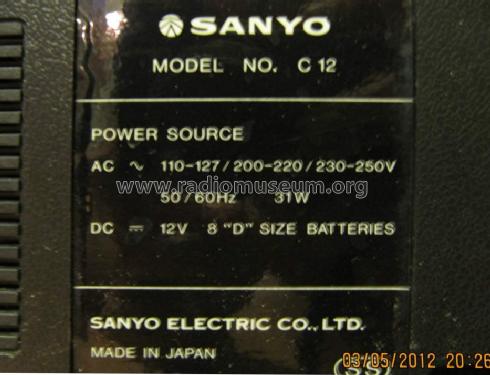 SANYO
MODEL NO. C 12
POWER SOURCE
AC ~ 110-127/200-220/230-250V
www.radiomuseum.org
50/60Hz 31W
DC ⎓ 12V 8 "D" SIZE BATTERIES
SANYO ELECTRIC CO., LTD.
MADE IN JAPAN
03/05/2012 20:26